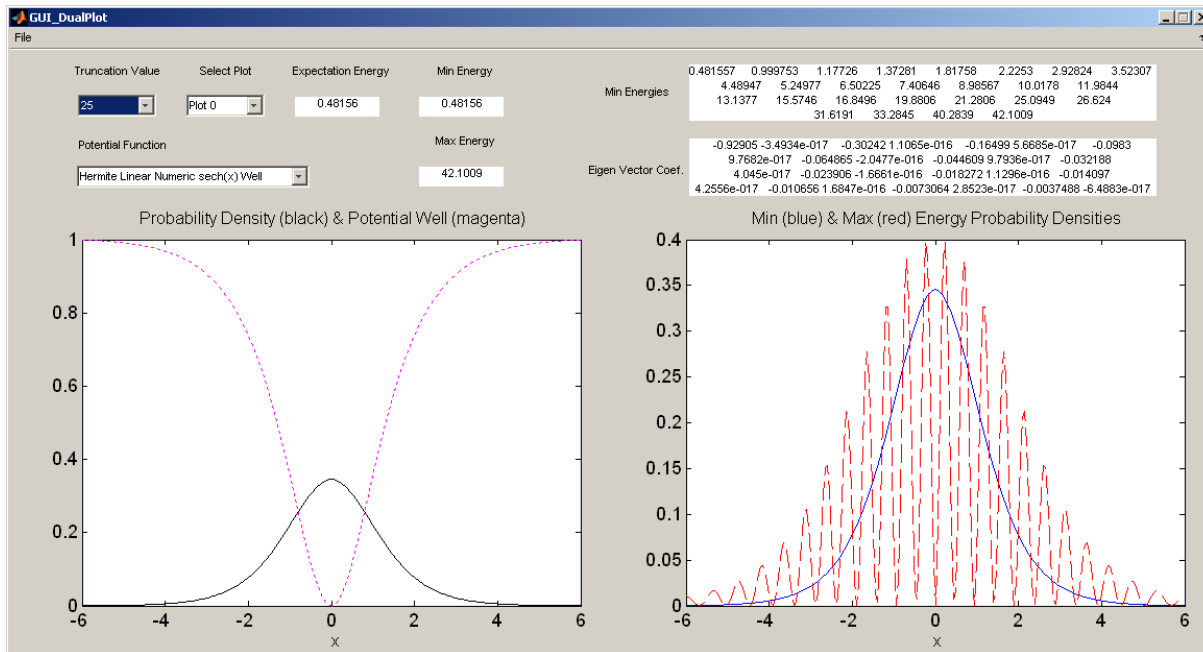 GUI_DualPlot
File
Truncation Value Select Plot Expectation Energy Min Energy
25 Plot 0 0.48156 0.48156
Potential Function Max Energy
Hermite Linear Numeric sech(x) Well 42.1009
Min Energies
0.481557 0.999753 1.17726 1.37281 1.81758 2.2253 2.92824 3.52307
4.48947 5.24977 6.50225 7.40646 8.98567 10.0178 11.9844
13.1377 15.5746 16.8496 19.8806 21.2806 25.0949 26.624
31.6191 33.2845 40.2839 42.1009
Eigen Vector Coef.
-0.92905 -3.4934e-017 -0.30242 1.1065e-016 -0.16499 5.6685e-017 -0.0983
9.7682e-017 -0.064865 -2.0477e-016 -0.044609 9.7936e-017 -0.032188
4.045e-017 -0.023906 -1.6661e-016 -0.018272 1.1296e-016 -0.014097
4.2556e-017 -0.010656 1.6847e-016 -0.0073064 2.8523e-017 -0.0037488 -6.4883e-017
Probability Density (black) & Potential Well (magenta)
1
0.8
0.6
0.4
0.2
0
-6 -4 -2 0 2 4 6
x
Min (blue) & Max (red) Energy Probability Densities
0.4
0.35
0.3
0.25
0.2
0.15
0.1
0.05
0
-6 -4 -2 0 2 4 6
x